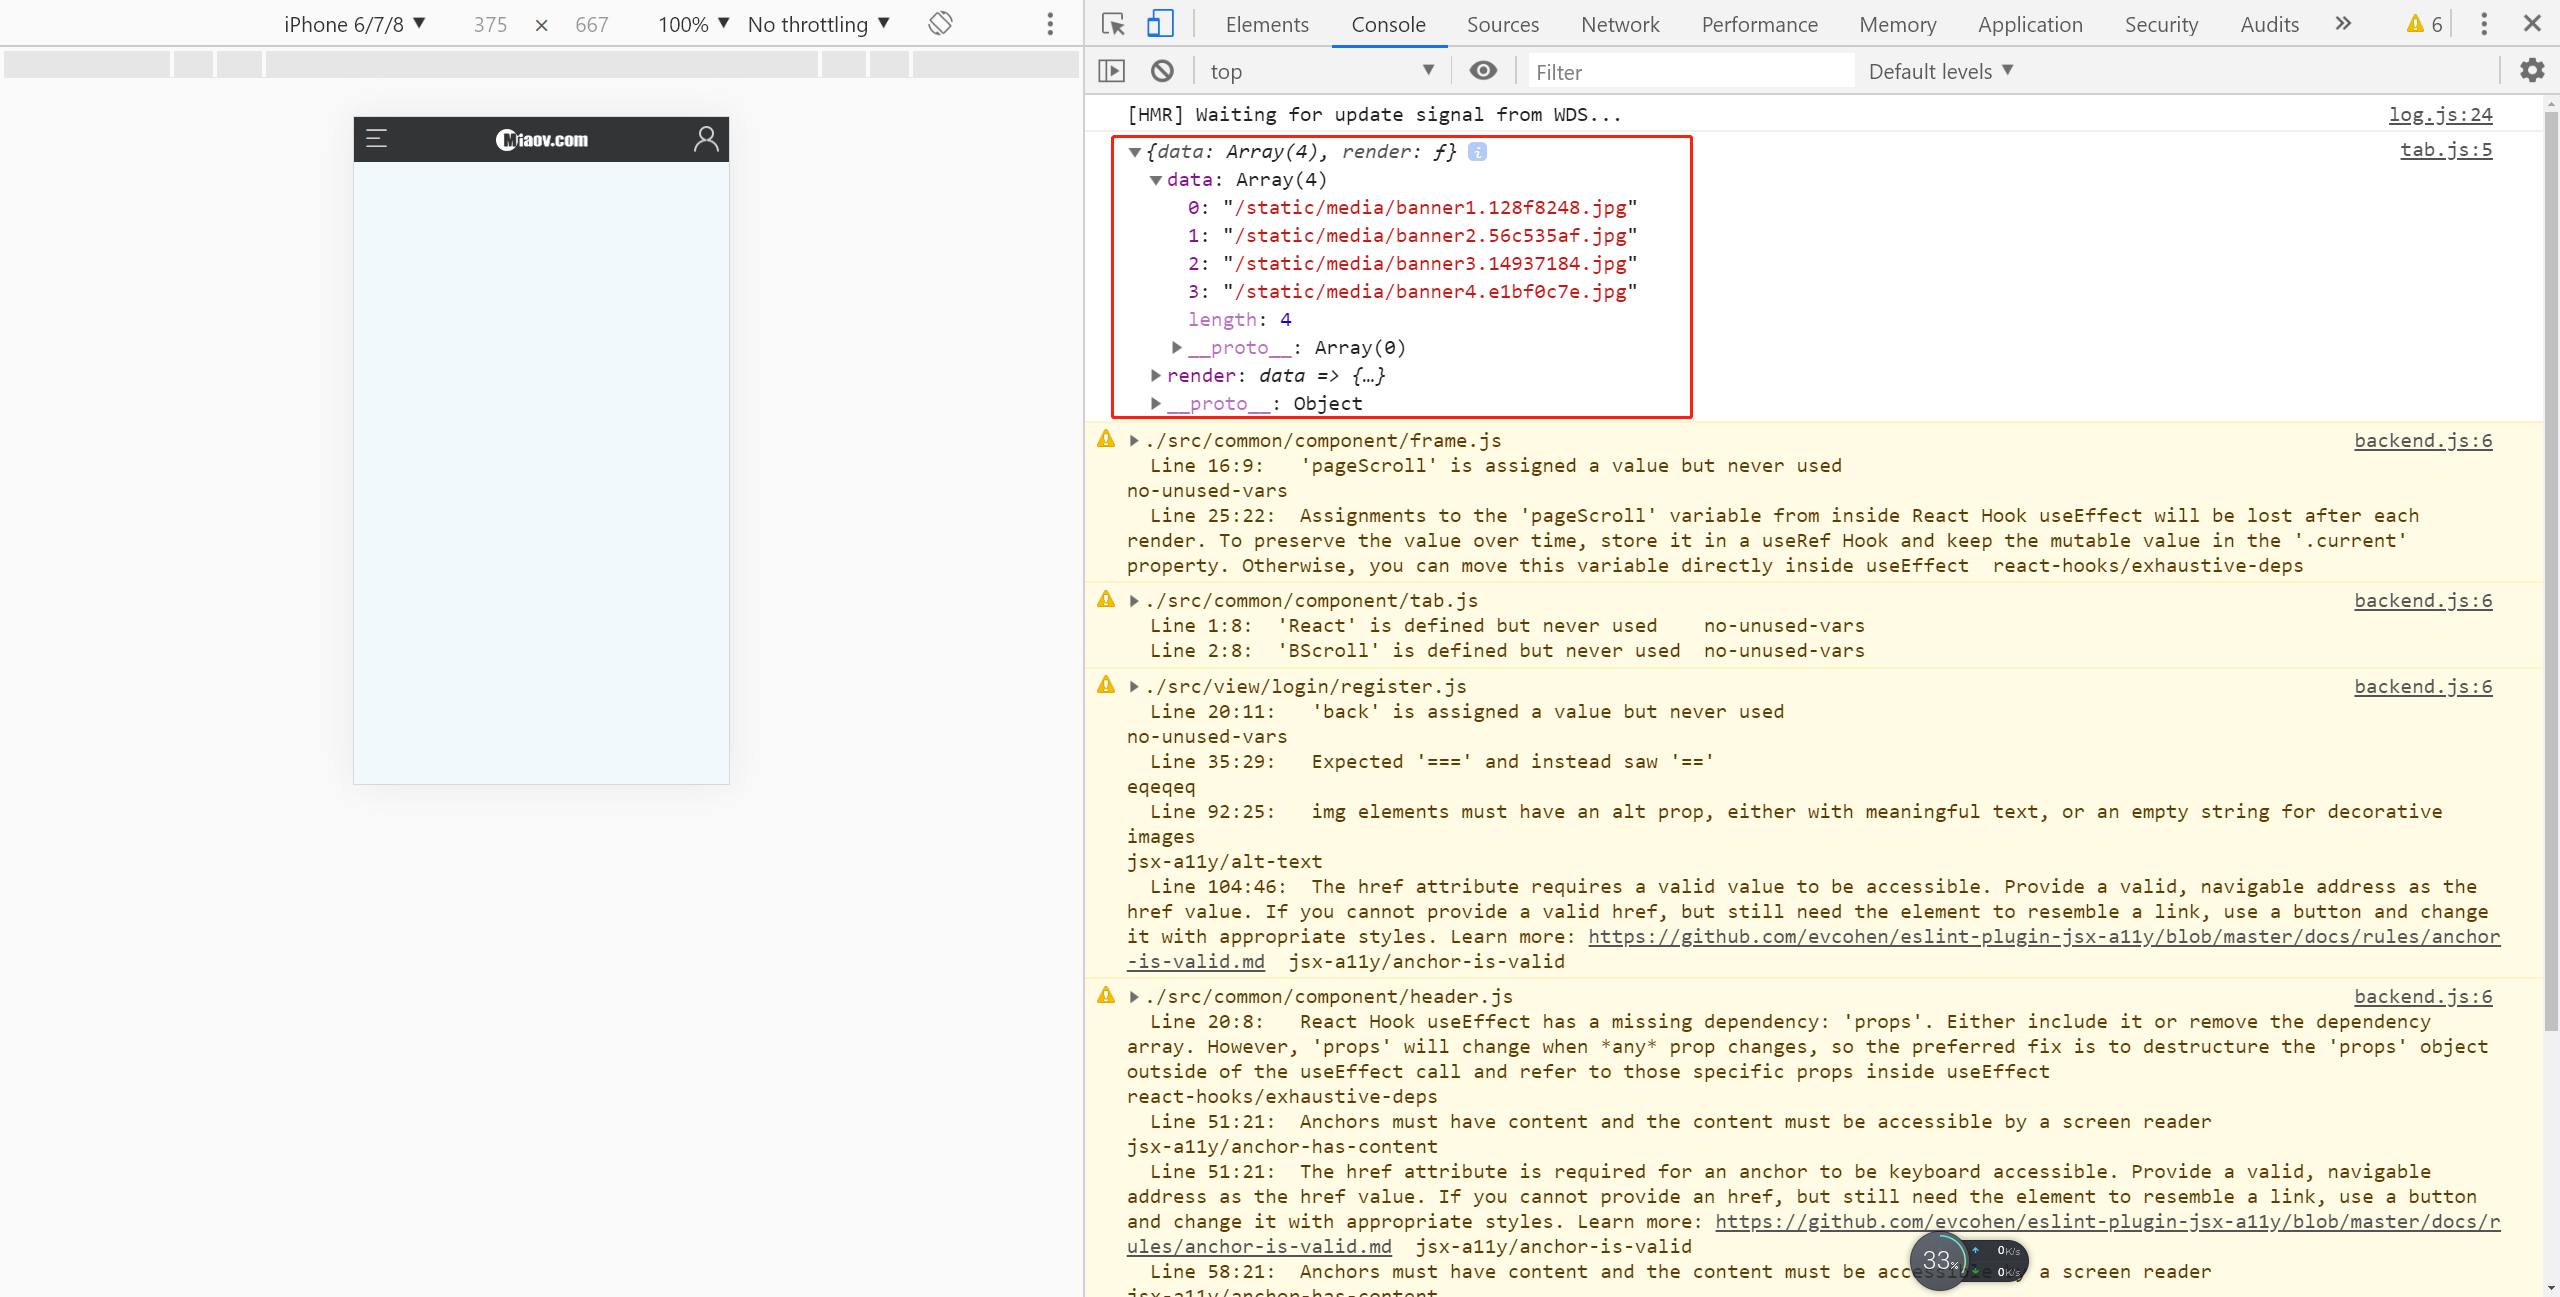 iPhone 6/7/8 ▼ 375 × 667 100% ▼ No throttling ▼
Miaov.com
Elements Console Sources Network Performance Memory Application Security Audits » 6
top ▼ Filter Default levels ▼
[HMR] Waiting for update signal from WDS... log.js:24
▼{data: Array(4), render: ƒ} i tab.js:5
▼data: Array(4)
0: "/static/media/banner1.128f8248.jpg"
1: "/static/media/banner2.56c535af.jpg"
2: "/static/media/banner3.14937184.jpg"
3: "/static/media/banner4.e1bf0c7e.jpg"
length: 4
▶__proto__: Array(0)
▶render: data => {…}
▶__proto__: Object
▶./src/common/component/frame.js backend.js:6
Line 16:9: 'pageScroll' is assigned a value but never used
no-unused-vars
Line 25:22: Assignments to the 'pageScroll' variable from inside React Hook useEffect will be lost after each
render. To preserve the value over time, store it in a useRef Hook and keep the mutable value in the '.current'
property. Otherwise, you can move this variable directly inside useEffect react-hooks/exhaustive-deps
▶./src/common/component/tab.js backend.js:6
Line 1:8: 'React' is defined but never used no-unused-vars
Line 2:8: 'BScroll' is defined but never used no-unused-vars
▶./src/view/login/register.js backend.js:6
Line 20:11: 'back' is assigned a value but never used
no-unused-vars
Line 35:29: Expected '===' and instead saw '=='
eqeqeq
Line 92:25: img elements must have an alt prop, either with meaningful text, or an empty string for decorative
images
jsx-a11y/alt-text
Line 104:46: The href attribute requires a valid value to be accessible. Provide a valid, navigable address as the
href value. If you cannot provide a valid href, but still need the element to resemble a link, use a button and change
it with appropriate styles. Learn more: https://github.com/evcohen/eslint-plugin-jsx-a11y/blob/master/docs/rules/anchor
-is-valid.md jsx-a11y/anchor-is-valid
▶./src/common/component/header.js backend.js:6
Line 20:8: React Hook useEffect has a missing dependency: 'props'. Either include it or remove the dependency
array. However, 'props' will change when *any* prop changes, so the preferred fix is to destructure the 'props' object
outside of the useEffect call and refer to those specific props inside useEffect
react-hooks/exhaustive-deps
Line 51:21: Anchors must have content and the content must be accessible by a screen reader
jsx-a11y/anchor-has-content
Line 51:21: The href attribute is required for an anchor to be keyboard accessible. Provide a valid, navigable
address as the href value. If you cannot provide an href, but still need the element to resemble a link, use a button
and change it with appropriate styles. Learn more: https://github.com/evcohen/eslint-plugin-jsx-a11y/blob/master/docs/r
ules/anchor-is-valid.md jsx-a11y/anchor-is-valid
33% 0K/s
0K/s
Line 58:21: Anchors must have content and the content must be accessible by a screen reader
jsx-a11y/anchor-has-content